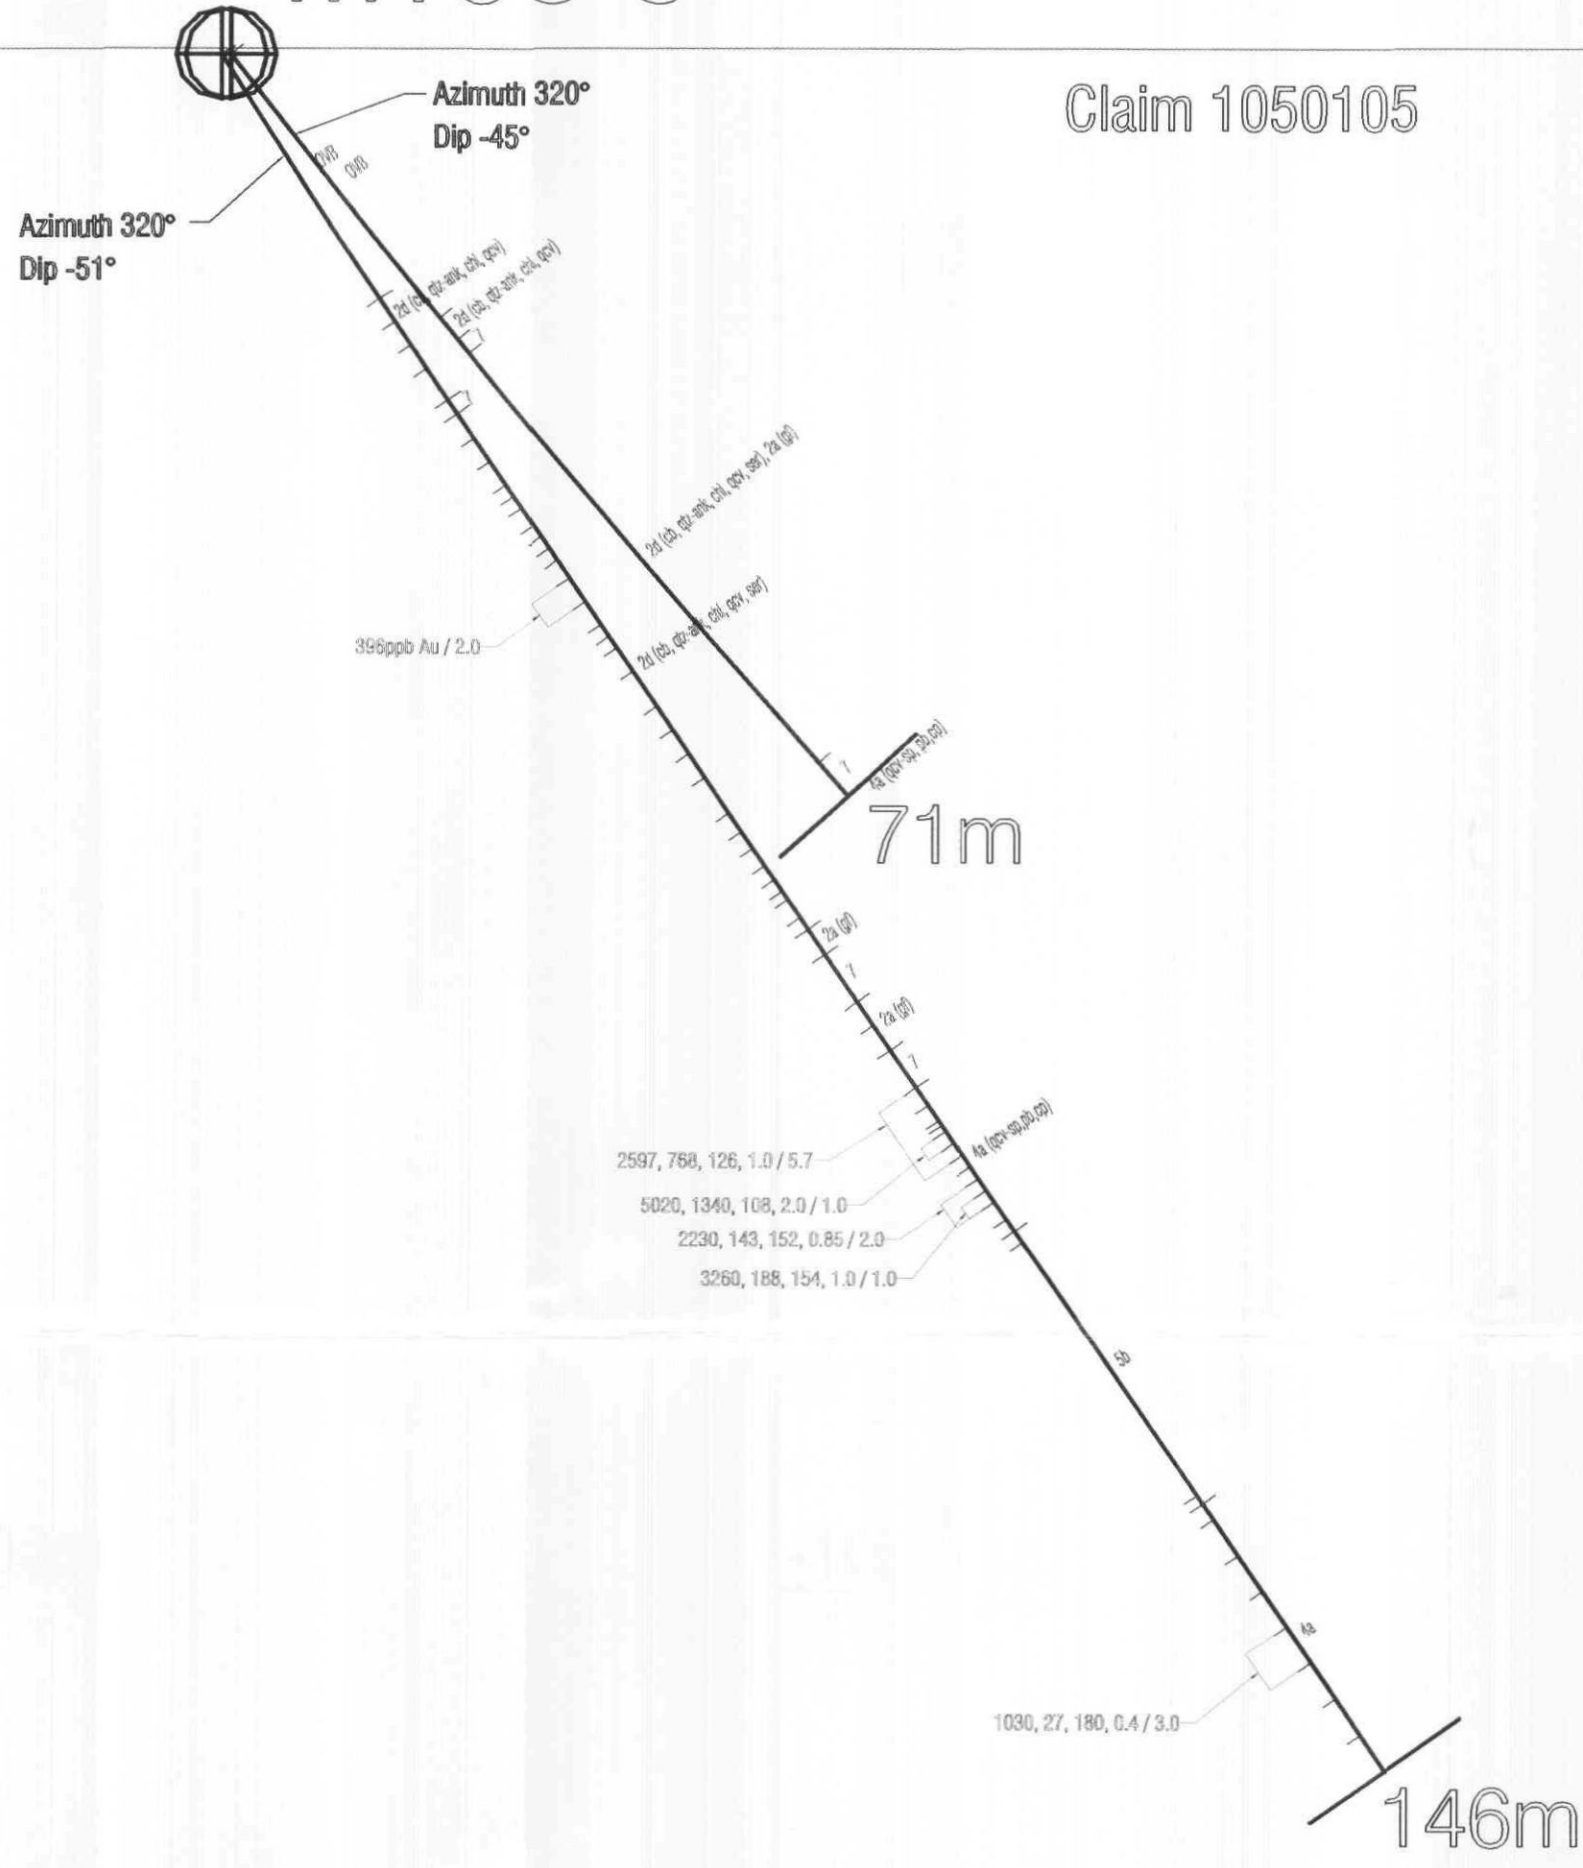 Claim 1050105
Azimuth 320°
Dip -45°
OVB
OVB
Azimuth 320°
Dip -51°
2d (cb, qtz-ank, chl, qcv)
2d (cb, qtz-ank, chl, qcv)
7
7
2d (cb, qtz-ank, chl, qcv, ser), 2a (gf)
2d (cb, qtz-ank, chl, qcv, ser)
396ppb Au / 2.0
7
4a (qcv-sp, pb,cp)
71m
2a (gf)
7
2a (gf)
7
4a (qcv-sp,pb,cp)
2597, 768, 126, 1.0 / 5.7
5020, 1340, 108, 2.0 / 1.0
2230, 143, 152, 0.85 / 2.0
3260, 188, 154, 1.0 / 1.0
5b
4a
1030, 27, 180, 0.4 / 3.0
146m